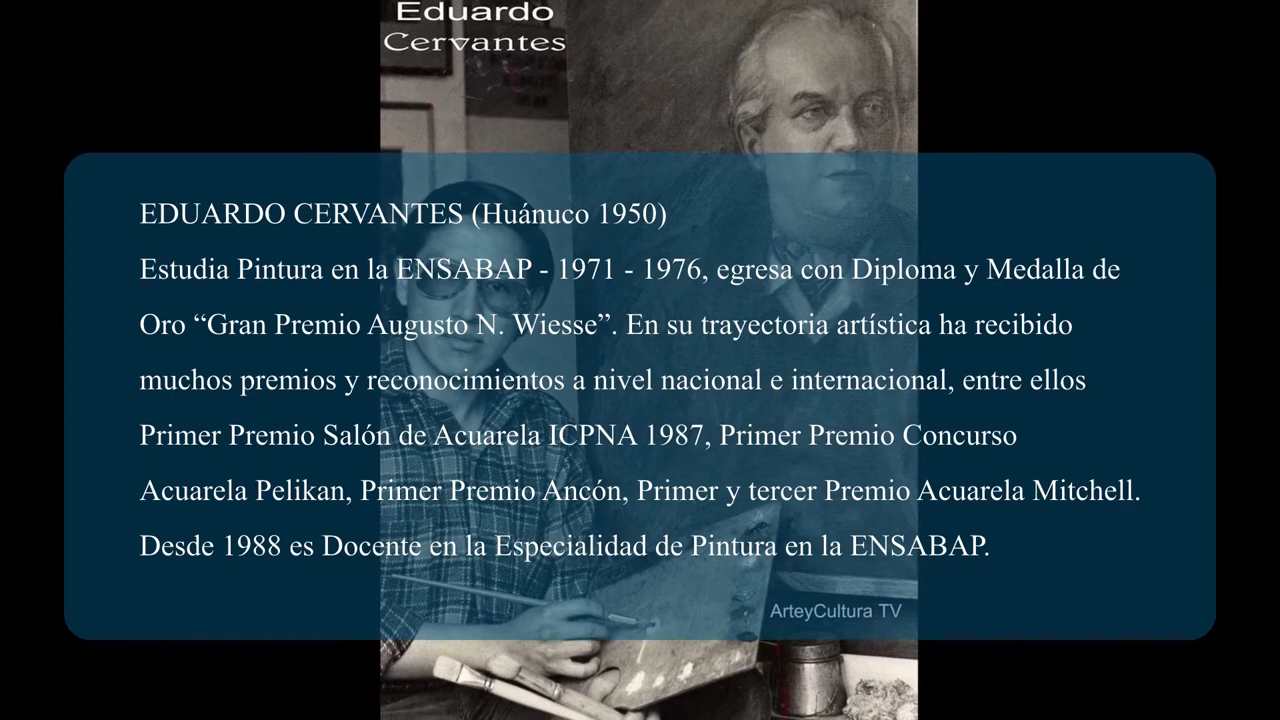 Eduardo
Cervantes
EDUARDO CERVANTES (Huánuco 1950)
Estudia Pintura en la ENSABAP - 1971 - 1976, egresa con Diploma y Medalla de
Oro “Gran Premio Augusto N. Wiesse”. En su trayectoria artística ha recibido
muchos premios y reconocimientos a nivel nacional e internacional, entre ellos
Primer Premio Salón de Acuarela ICPNA 1987, Primer Premio Concurso
Acuarela Pelikan, Primer Premio Ancón, Primer y tercer Premio Acuarela Mitchell.
Desde 1988 es Docente en la Especialidad de Pintura en la ENSABAP.
ArteyCultura TV